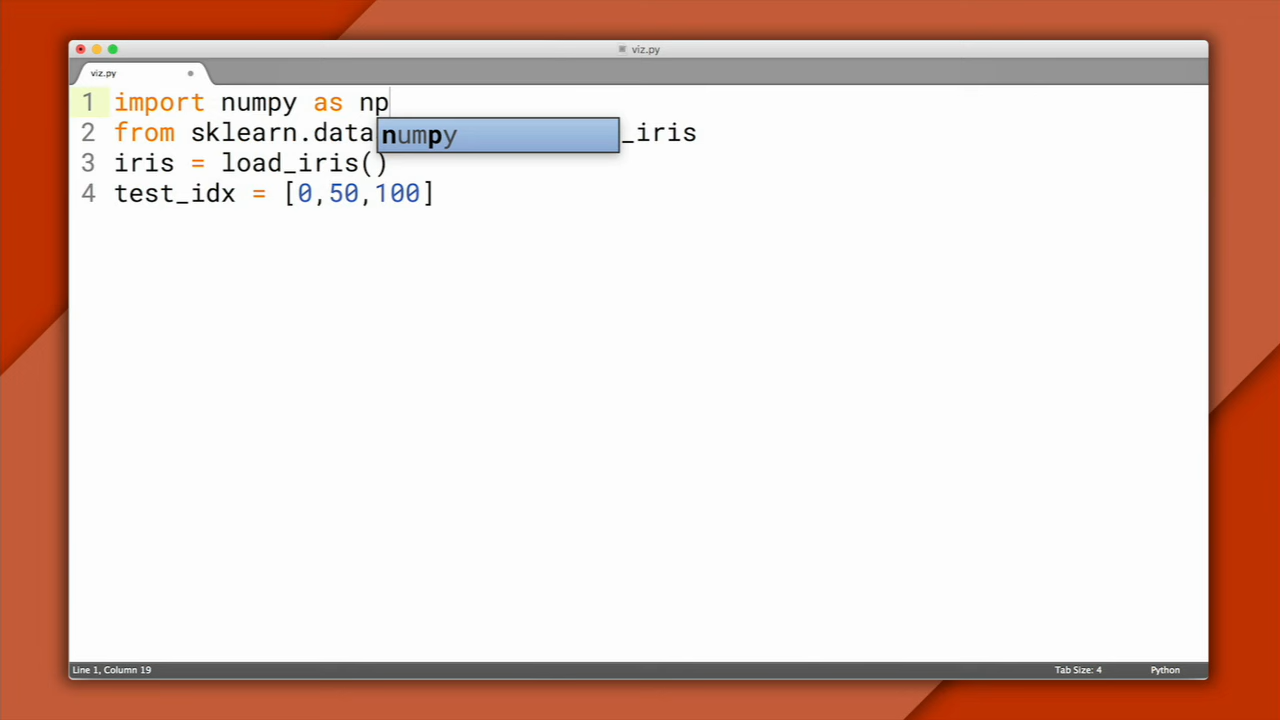 viz.py
viz.py
1 import numpy as np
2 from sklearn.data _iris
numpy
3 iris = load_iris()
4 test_idx = [0,50,100]
Line 1, Column 19 Tab Size: 4 Python